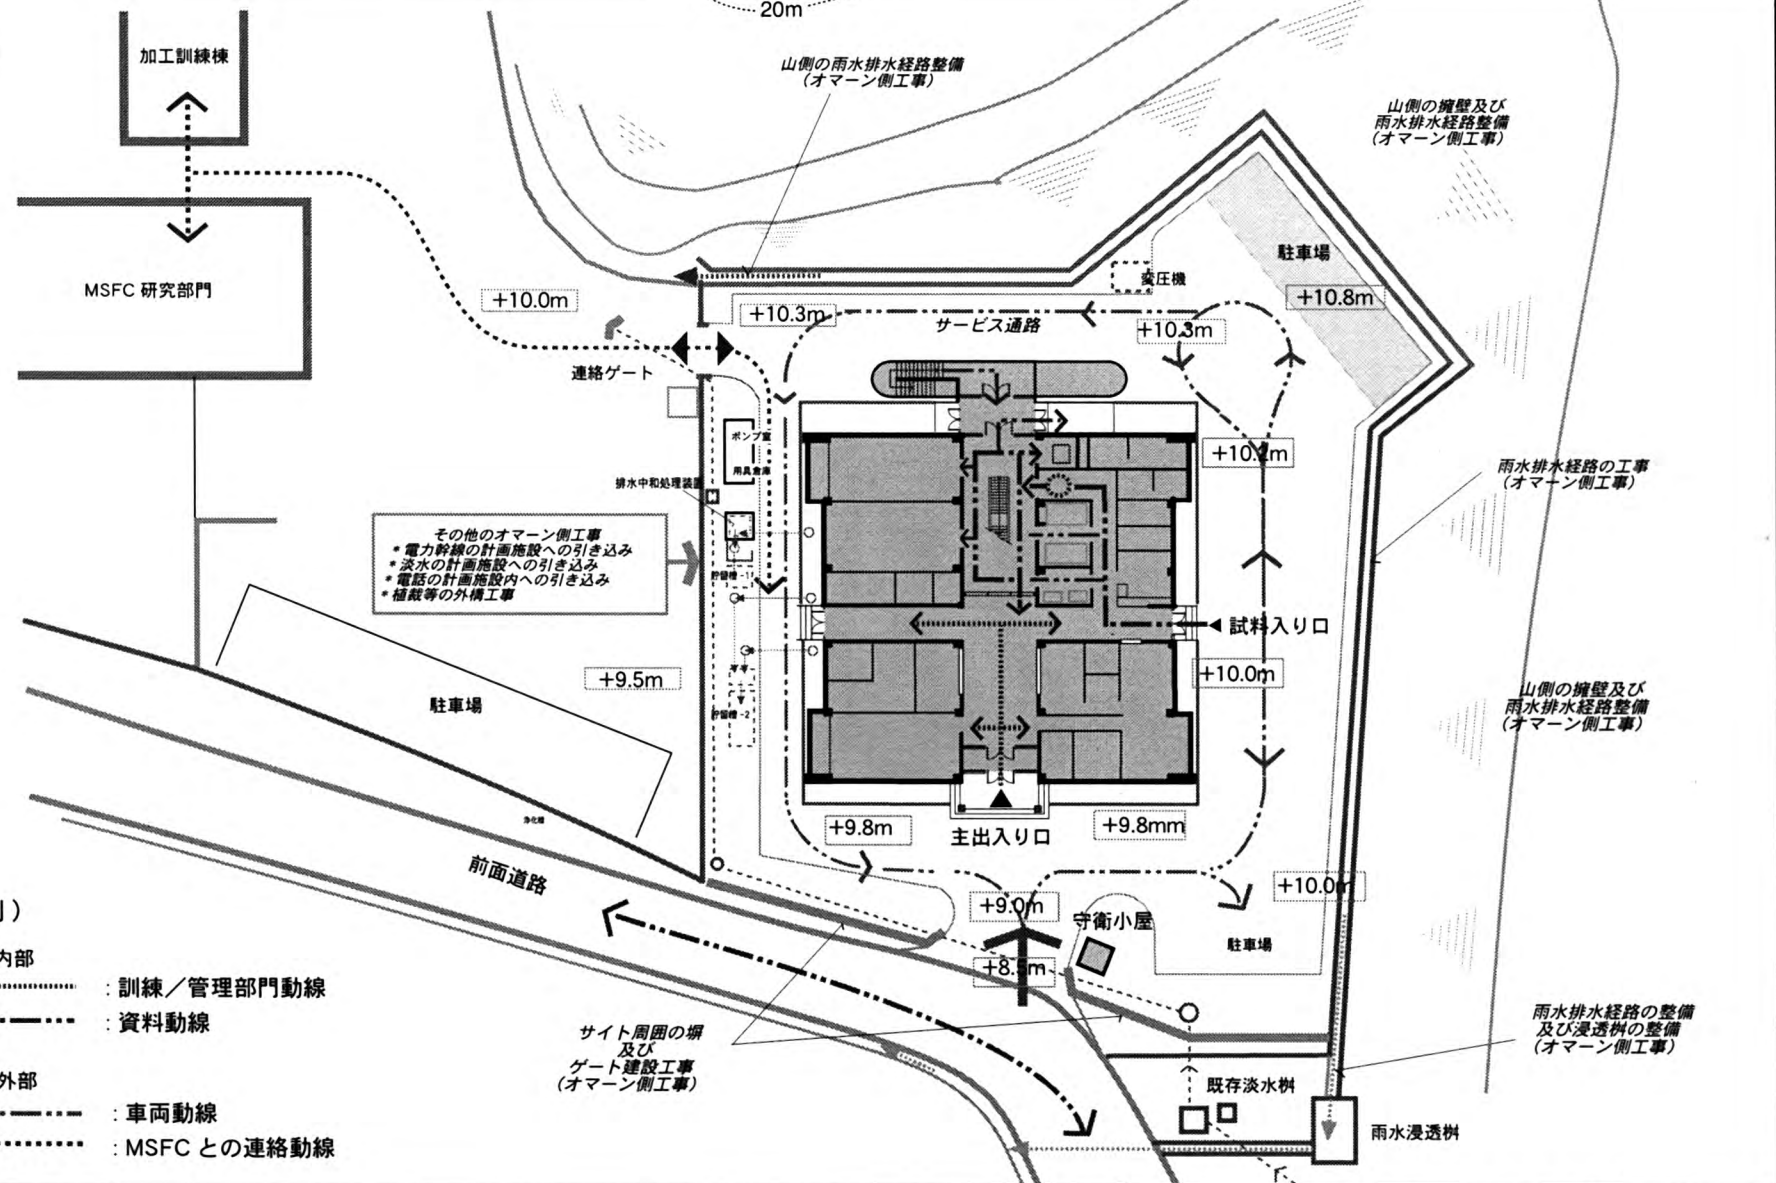 20m
加工訓練棟
山側の雨水排水経路整備
(オマーン側工事)
山側の擁壁及び
雨水排水経路整備
(オマーン側工事)
MSFC 研究部門
駐車場
変圧機
+10.0m
+10.3m
サービス通路
+10.3m
+10.8m
連絡ゲート
ポンプ室
用具倉庫
+10.2m
雨水排水経路の工事
(オマーン側工事)
排水中和処理装置
その他のオマーン側工事
* 電力幹線の計画施設への引き込み
* 淡水の計画施設への引き込み
* 電話の計画施設内への引き込み
* 植裁等の外構工事
貯留槽-1
試料入り口
+9.5m
+10.0m
駐車場
貯留槽-2
山側の擁壁及び
雨水排水経路整備
(オマーン側工事)
浄化槽
+9.8m
主出入り口
+9.8mm
前面道路
+10.0m
+9.0m
守衛小屋
駐車場
+8.5m
)
内部
: 訓練／管理部門動線
: 資料動線
外部
: 車両動線
: MSFC との連絡動線
サイト周囲の塀
及び
ゲート建設工事
(オマーン側工事)
雨水排水経路の整備
及び浸透桝の整備
(オマーン側工事)
既存淡水桝
雨水浸透桝